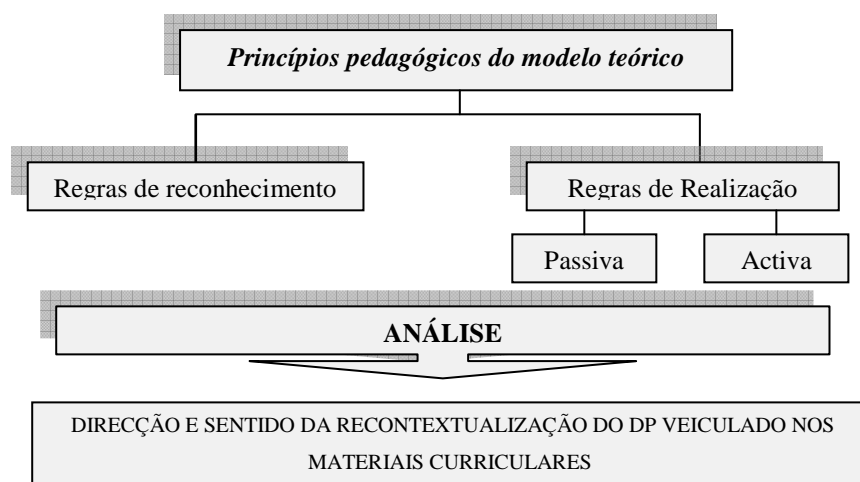 Princípios pedagógicos do modelo teórico
Regras de reconhecimento
Regras de Realização
Passiva
Activa
ANÁLISE
DIRECÇÃO E SENTIDO DA RECONTEXTUALIZAÇÃO DO DP VEICULADO NOS
MATERIAIS CURRICULARES